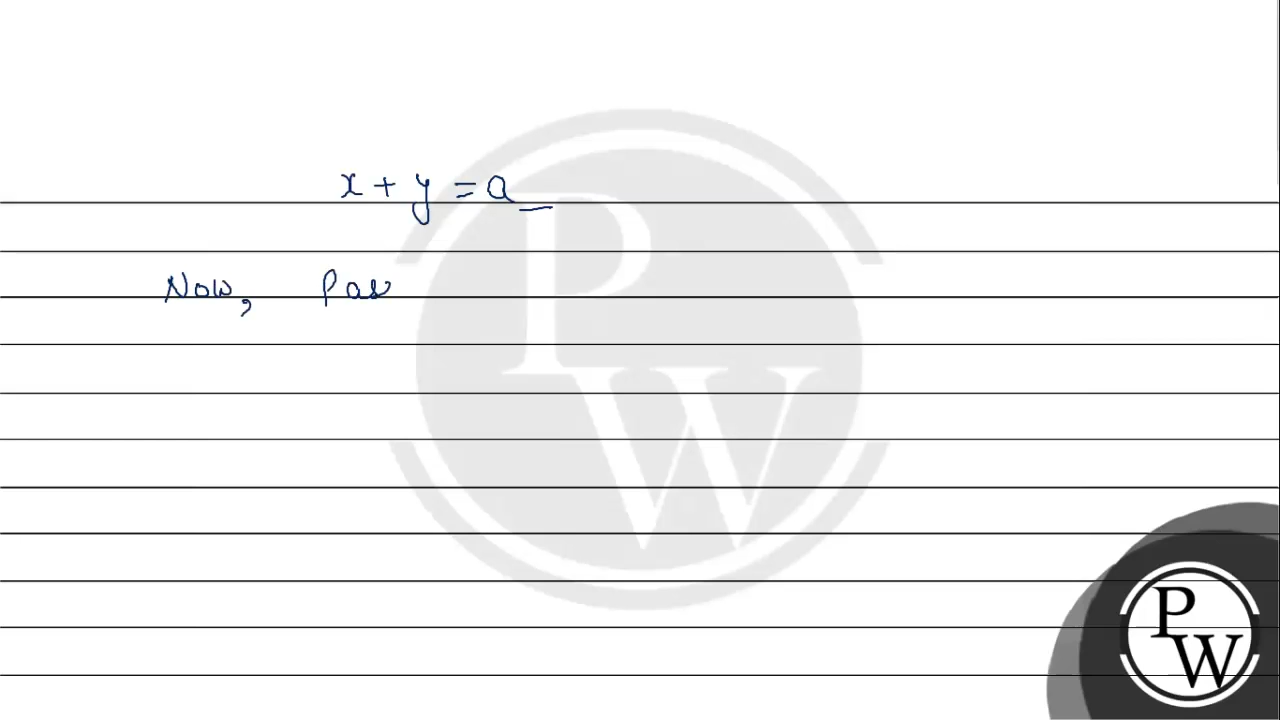 x + y = a
Now, Pas
P
W
P
W